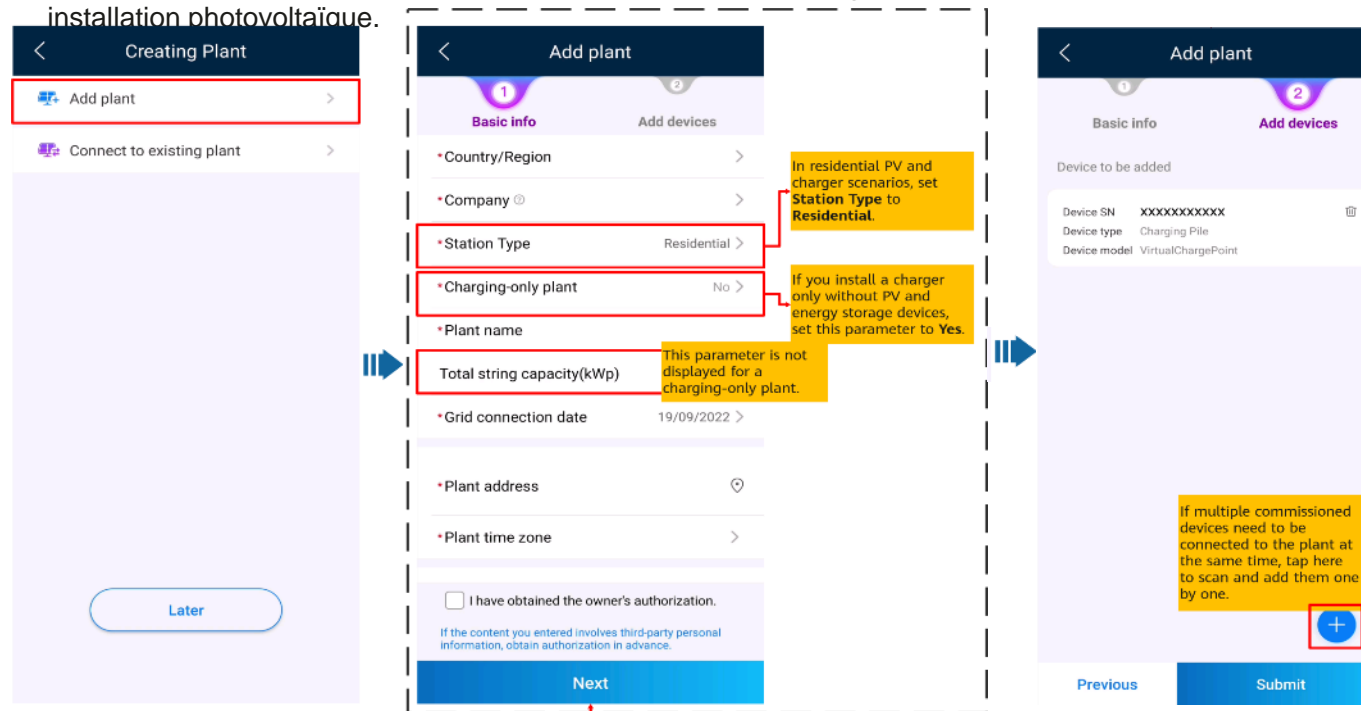 installation photovoltaïque.
Creating Plant
Add plant
Connect to existing plant
Later
Add plant
1
2
Basic info
Add devices
*Country/Region
*Company
*Station Type
Residential
*Charging-only plant
No
*Plant name
Total string capacity(kWp)
*Grid connection date
19/09/2022
*Plant address
*Plant time zone
I have obtained the owner's authorization.
If the content you entered involves third-party personal
information, obtain authorization in advance.
Next
In residential PV and
charger scenarios, set
Station Type to
Residential.
If you install a charger
only without PV and
energy storage devices,
set this parameter to Yes.
This parameter is not
displayed for a
charging-only plant.
Add plant
1
2
Basic info
Add devices
Device to be added
Device SN XXXXXXXXXXX
Device type Charging Pile
Device model VirtualChargePoint
If multiple commissioned
devices need to be
connected to the plant at
the same time, tap here
to scan and add them one
by one.
Previous
Submit